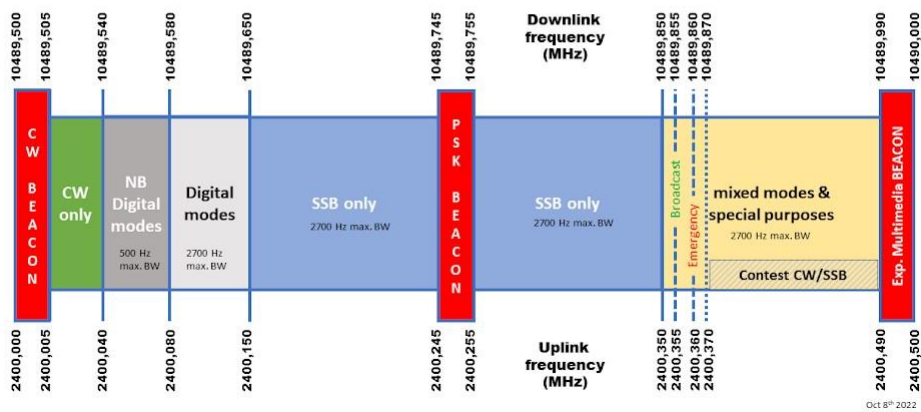 10489,500
10489,505
10489,540
10489,580
10489,650
10489,745
10489,755
Downlink
frequency
(MHz)
10489,850
10489,855
10489,860
10489,870
10489,990
10490,000
CW BEACON
CW
only
NB
Digital
modes
500 Hz
max. BW
Digital
modes
2700 Hz
max. BW
SSB only
2700 Hz max. BW
PSK BEACON
SSB only
2700 Hz max. BW
Broadcast
Emergency
mixed modes &
special purposes
2700 Hz max. BW
Contest CW/SSB
Exp. Multimedia BEACON
2400,000
2400,005
2400,040
2400,080
2400,150
2400,245
2400,255
Uplink
frequency
(MHz)
2400,350
2400,355
2400,360
2400,370
2400,490
2400,500
Oct 8th 2022